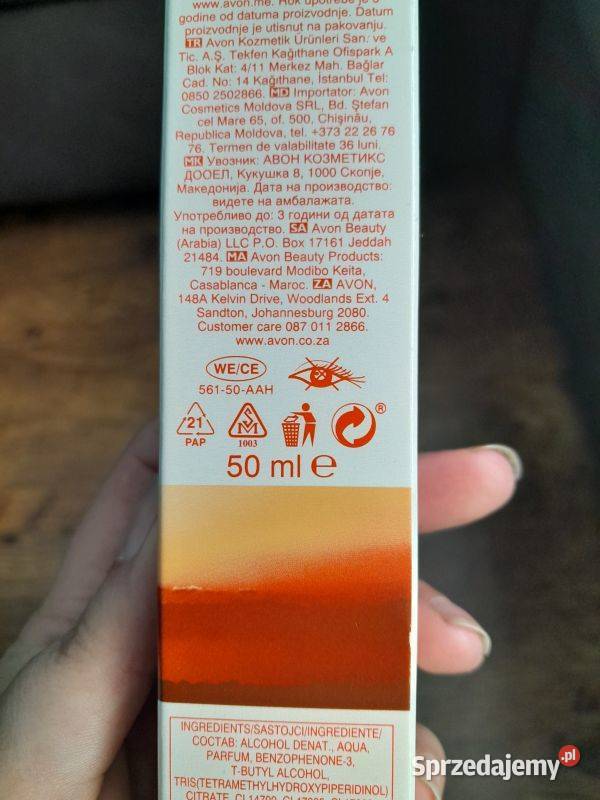 www.avon.me. Rok upotrebe je 3
godine od datuma proizvodnje. Datum
proizvodnje je utisnut na pakovanju.
TR Avon Kozmetik Ürünleri San. ve
Tic. A.Ş. Tekfen Kağıthane Ofispark A
Blok Kat: 4/11 Merkez Mah. Bağlar
Cad. No: 14 Kağıthane, İstanbul Tel:
0850 2502866. MD Importator: Avon
Cosmetics Moldova SRL, Bd. Ştefan
cel Mare 65, of. 500, Chişinău,
Republica Moldova, tel. +373 22 26 76
76. Termen de valabilitate 36 luni.
MK Увозник: АВОН КОЗМЕТИКС
ДООЕЛ, Кукушка 8, 1000 Скопје,
Македонија. Дата на производство:
видете на амбалажата.
Употребливо до: 3 години од датата
на производство. SA Avon Beauty
(Arabia) LLC P.O. Box 17161 Jeddah
21484. MA Avon Beauty Products:
719 boulevard Modibo Keita,
Casablanca - Maroc. ZA AVON,
148A Kelvin Drive, Woodlands Ext. 4
Sandton, Johannesburg 2080.
Customer care 087 011 2866.
www.avon.co.za
WE/CE
561-50-AAH
21
PAP
1003
®
50 ml ℮
INGREDIENTS/SASTOJCI/INGREDIENTE/
СОСТАВ: ALCOHOL DENAT., AQUA,
PARFUM, BENZOPHENONE-3,
T-BUTYL ALCOHOL,
TRIS(TETRAMETHYLHYDROXYPIPERIDINOL)
CITRATE, CI 14700, CI
Sprzedajemy.pl